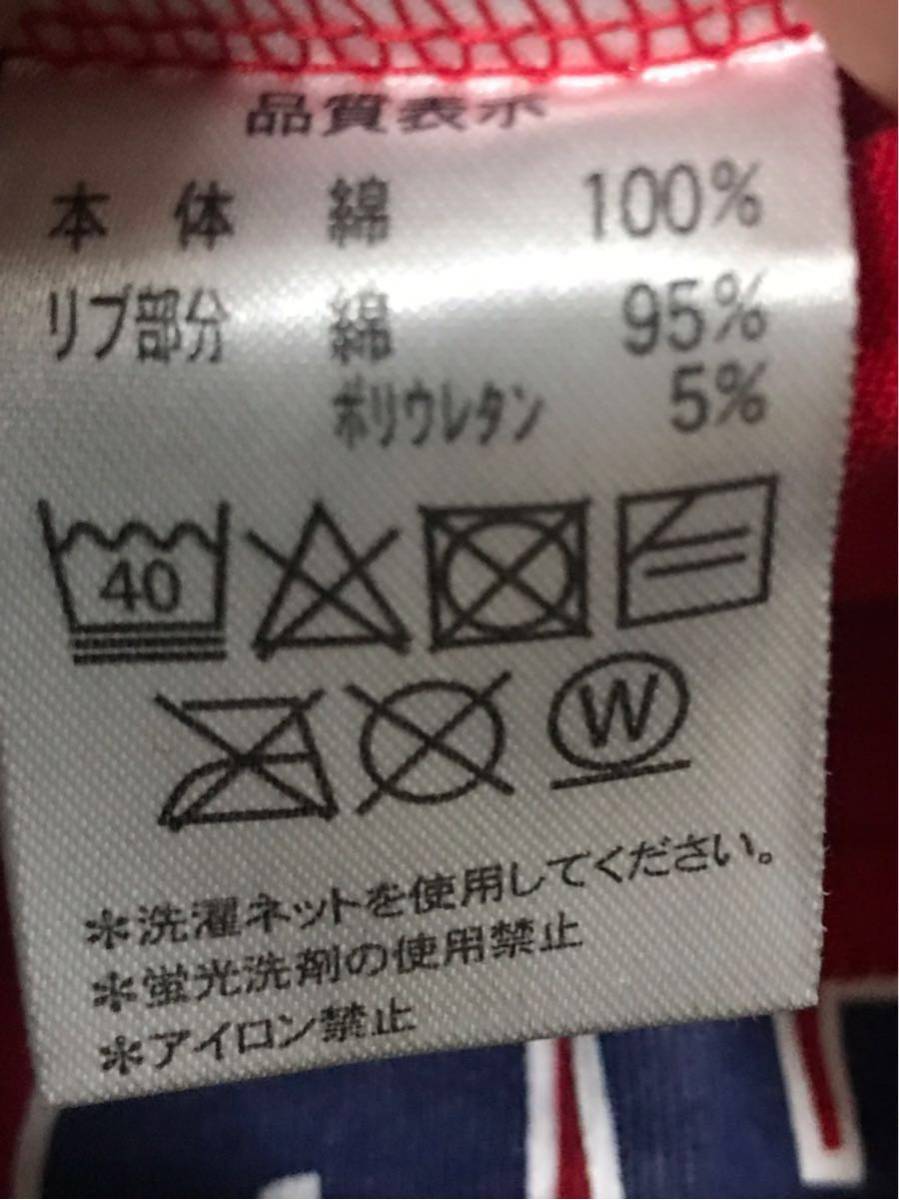 品質表示
本 体 綿 100%
リブ部分 綿 95%
ポリウレタン 5%
40
W
＊洗濯ネットを使用してください。
＊蛍光洗剤の使用禁止
＊アイロン禁止